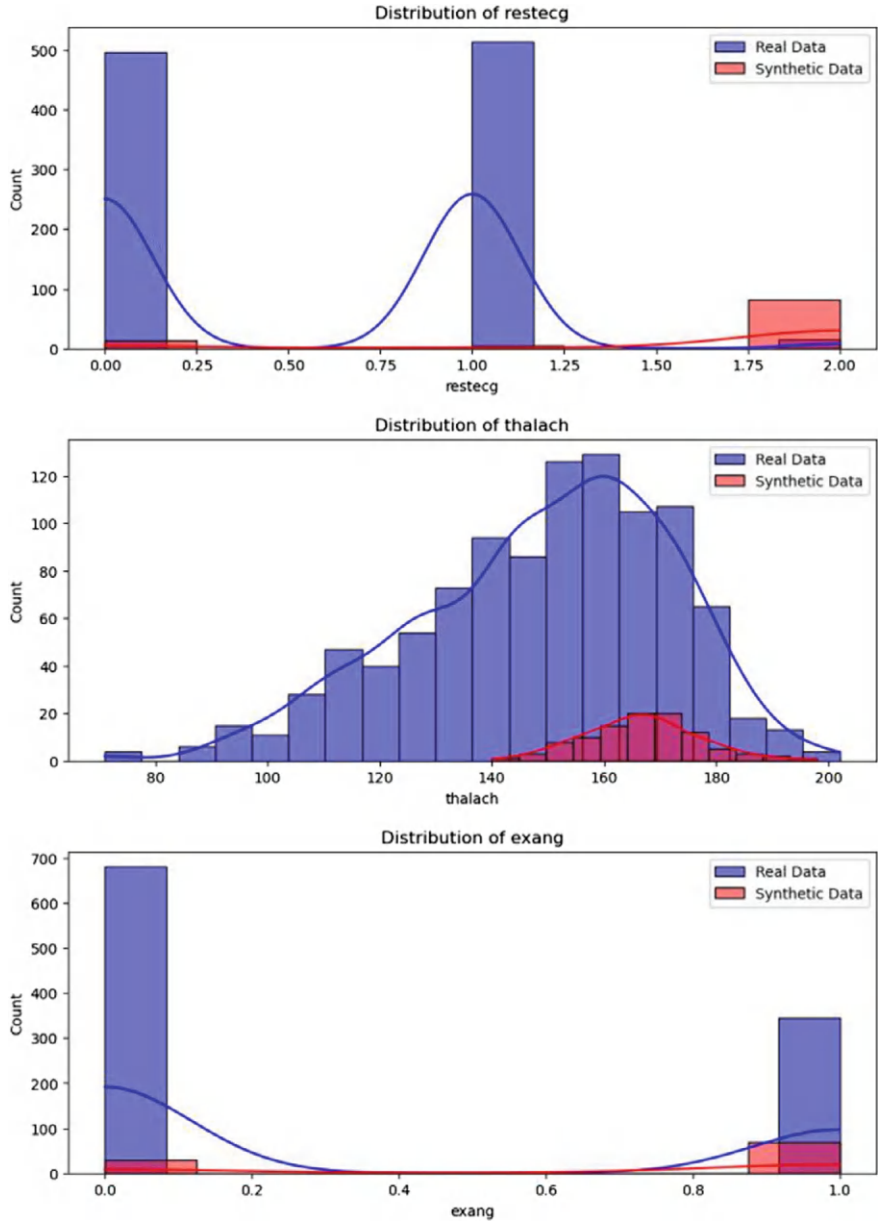 Distribution of restecg
500
400
300
200
100
0
Count
Real Data
Synthetic Data
0.00 0.25 0.50 0.75 1.00 1.25 1.50 1.75 2.00
restecg
Distribution of thalach
120
100
80
60
40
20
0
Count
Real Data
Synthetic Data
80 100 120 140 160 180 200
thalach
Distribution of exang
700
600
500
400
300
200
100
0
Count
Real Data
Synthetic Data
0.0 0.2 0.4 0.6 0.8 1.0
exang